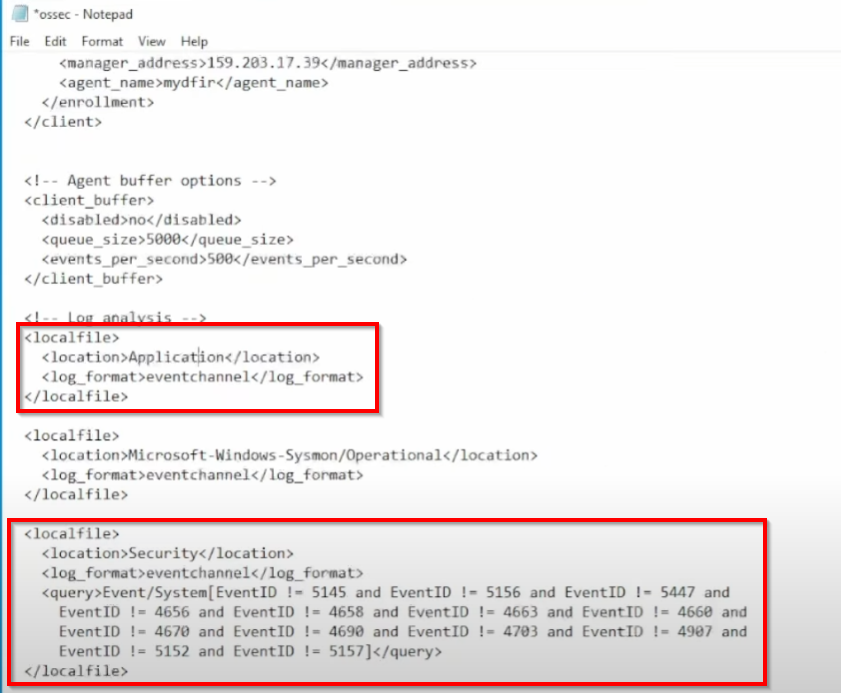 *ossec - Notepad
File Edit Format View Help
<manager_address>159.203.17.39</manager_address>
<agent_name>mydfir</agent_name>
</enrollment>
</client>
<!-- Agent buffer options -->
<client_buffer>
<disabled>no</disabled>
<queue_size>5000</queue_size>
<events_per_second>500</events_per_second>
</client_buffer>
<!-- Log analysis -->
<localfile>
<location>Application</location>
<log_format>eventchannel</log_format>
</localfile>
<localfile>
<location>Microsoft-Windows-Sysmon/Operational</location>
<log_format>eventchannel</log_format>
</localfile>
<localfile>
<location>Security</location>
<log_format>eventchannel</log_format>
<query>Event/System[EventID != 5145 and EventID != 5156 and EventID != 5447 and
EventID != 4656 and EventID != 4658 and EventID != 4663 and EventID != 4660 and
EventID != 4670 and EventID != 4690 and EventID != 4703 and EventID != 4907 and
EventID != 5152 and EventID != 5157]</query>
</localfile>